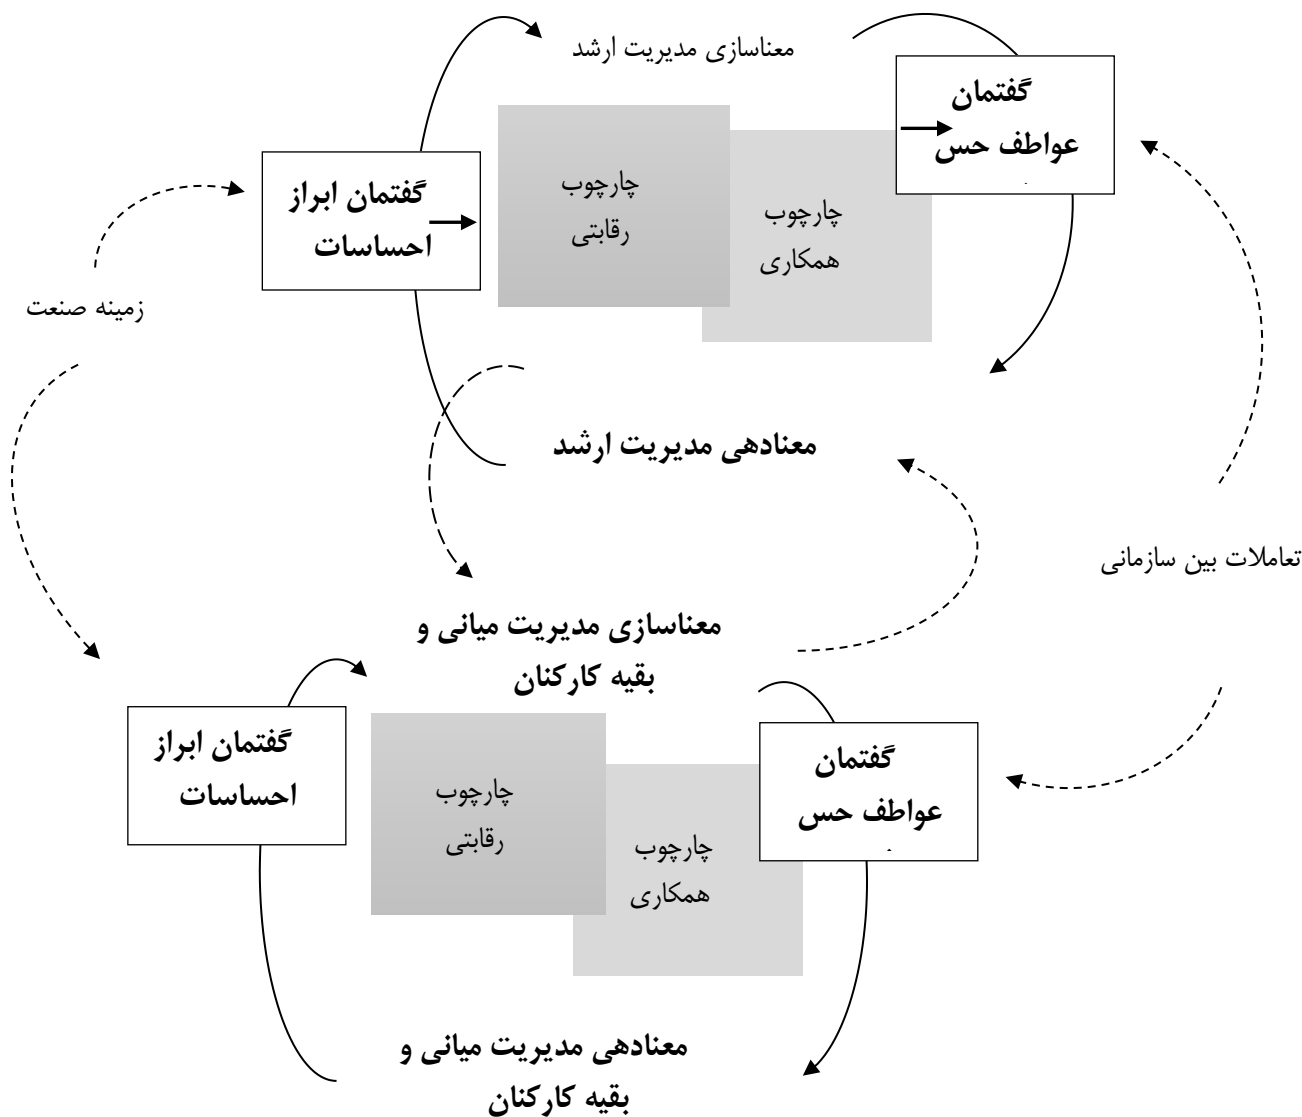 معناسازی مدیریت ارشد
گفتمان
عواطف حس
گفتمان ابراز
احساسات
چارچوب
رقابتی
چارچوب
همکاری
زمینه صنعت
معنادهی مدیریت ارشد
تعاملات بین سازمانی
معناسازی مدیریت میانی و
بقیه کارکنان
گفتمان ابراز
احساسات
گفتمان
عواطف حس
چارچوب
رقابتی
چارچوب
همکاری
معنادهی مدیریت میانی و
بقیه کارکنان